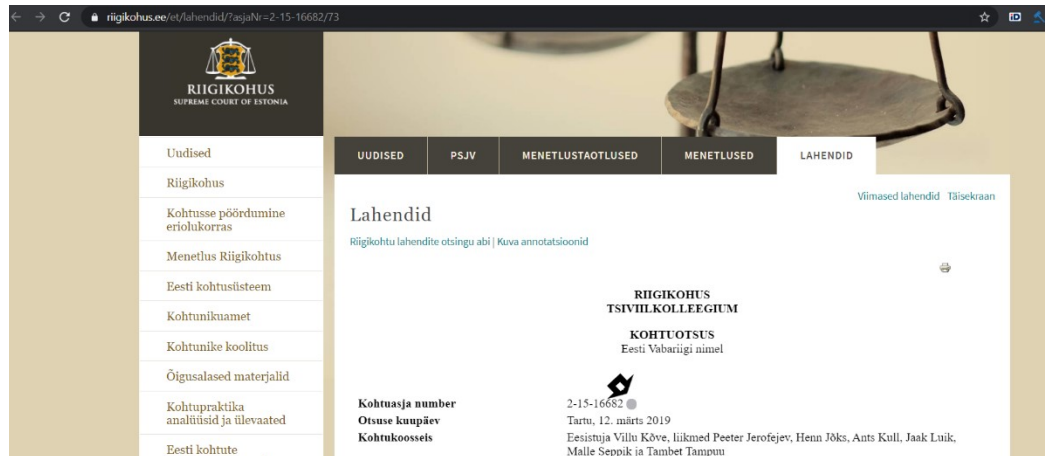 riigikohus.ee/et/lahendid/?asjaNr=2-15-16682/73
RIIGIKOHUS
SUPREME COURT OF ESTONIA
UUDISED PSJV MENETLUSTAOTLUSED MENETLUSED LAHENDID
Uudised
Riigikohus
Kohtusse pöördumine
eriolukorras
Menetlus Riigikohtus
Eesti kohtusüsteem
Kohtunikuamet
Kohtunike koolitus
Õigusalased materjalid
Kohtupraktika
analüüsid ja ülevaated
Eesti kohtute
Viimased lahendid Täisekraan
Lahendid
Riigikohtu lahendite otsingu abi | Kuva annotatsioonid
RIIGIKOHUS
TSIVIILKOLLEEGIUM
KOHTUOTSUS
Eesti Vabariigi nimel
Kohtuasja number 2-15-16682
Otsuse kuupäev Tartu, 12. märts 2019
Kohtukoosseis Eesistuja Villu Kõve, liikmed Peeter Jerofejev, Henn Jõks, Ants Kull, Jaak Luik,
Malle Seppik ja Tambet Tampuu